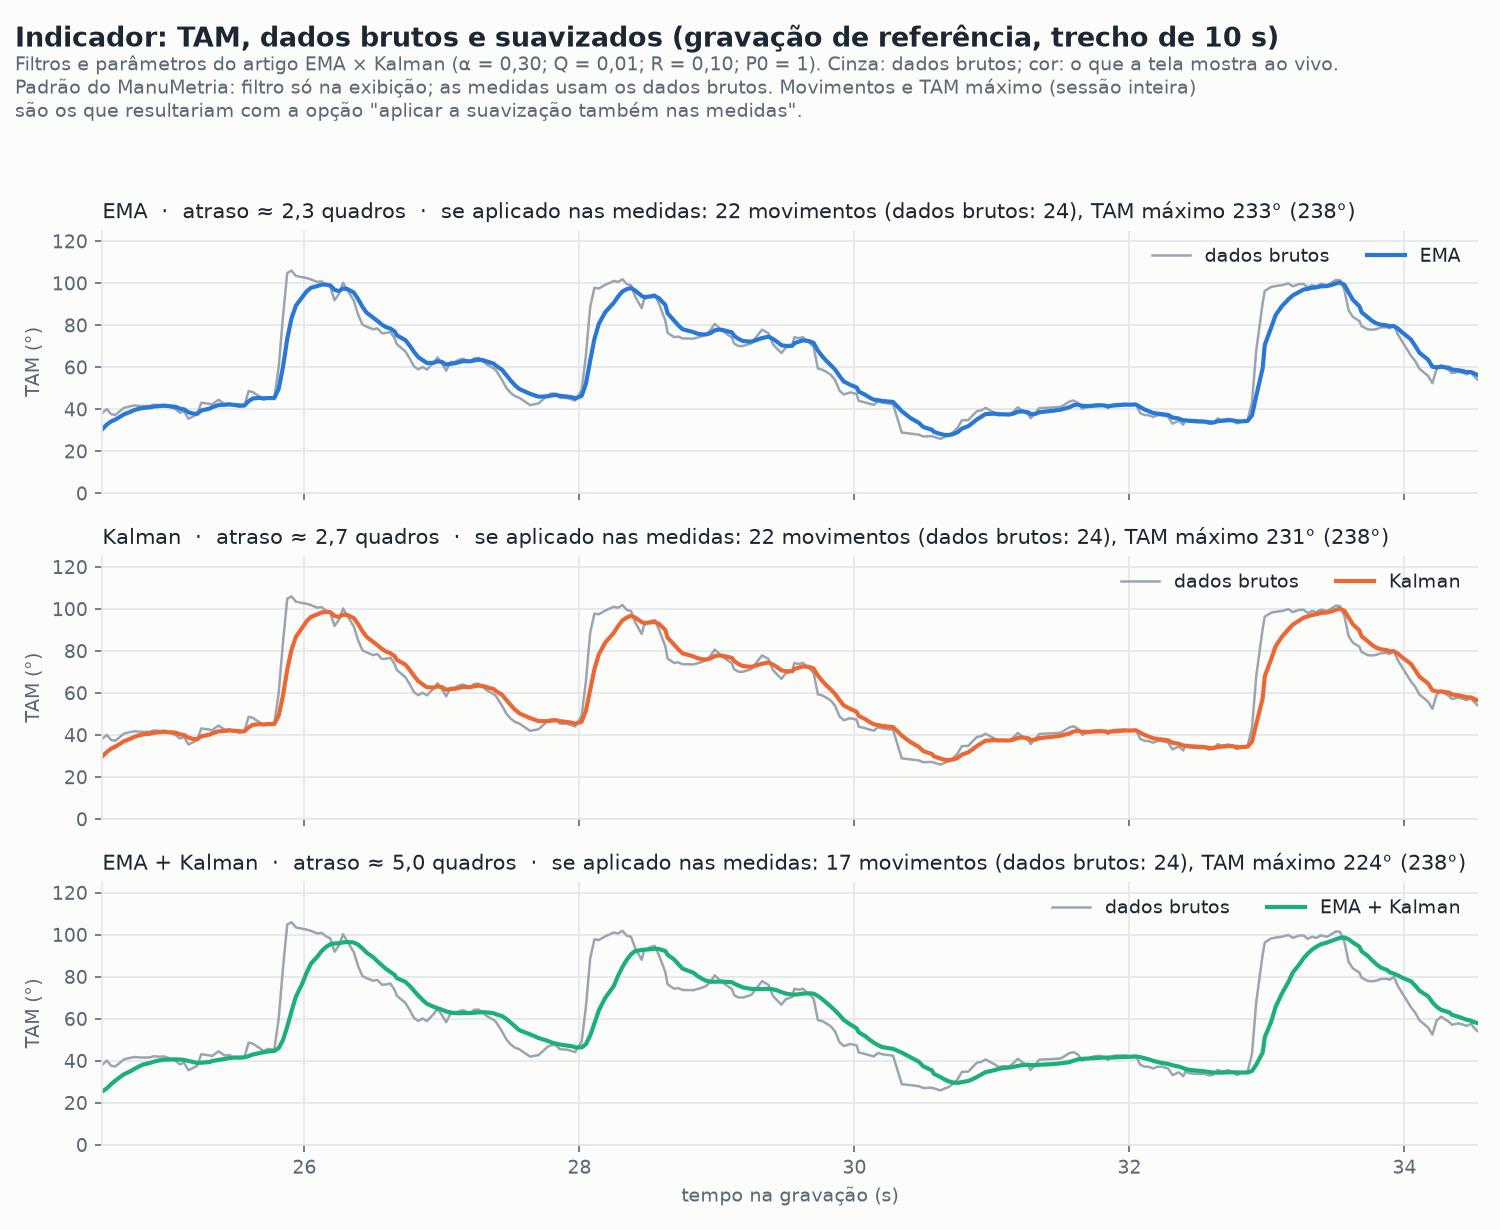 Indicador: TAM, dados brutos e suavizados (gravação de referência, trecho de 10 s)
Filtros e parâmetros do artigo EMA × Kalman (α = 0,30; Q = 0,01; R = 0,10; P0 = 1). Cinza: dados brutos; cor: o que a tela mostra ao vivo.
Padrão do ManuMetria: filtro só na exibição; as medidas usam os dados brutos. Movimentos e TAM máximo (sessão inteira)
são os que resultariam com a opção "aplicar a suavização também nas medidas".
EMA · atraso ≈ 2,3 quadros · se aplicado nas medidas: 22 movimentos (dados brutos: 24), TAM máximo 233° (238°)
dados brutos EMA
TAM (°)
120
100
80
60
40
20
0
Kalman · atraso ≈ 2,7 quadros · se aplicado nas medidas: 22 movimentos (dados brutos: 24), TAM máximo 231° (238°)
dados brutos Kalman
TAM (°)
120
100
80
60
40
20
0
EMA + Kalman · atraso ≈ 5,0 quadros · se aplicado nas medidas: 17 movimentos (dados brutos: 24), TAM máximo 224° (238°)
dados brutos EMA + Kalman
TAM (°)
120
100
80
60
40
20
0
26 28 30 32 34
tempo na gravação (s)